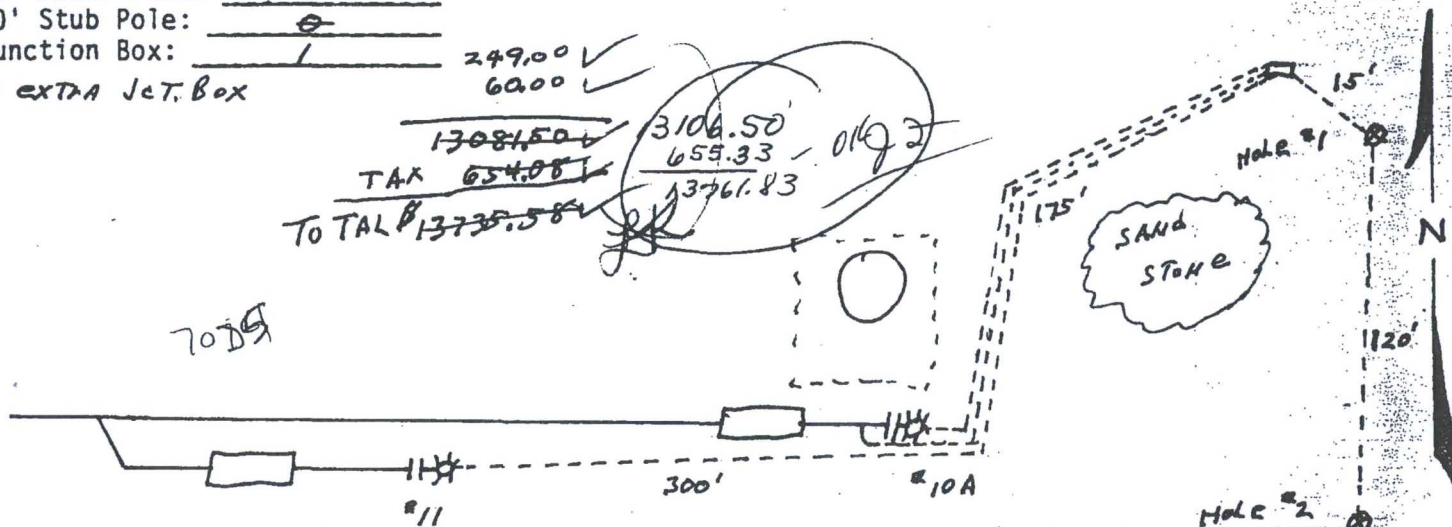 0' Stub Pole: 0
unction Box: 1
249.00
extra Jct. Box 60.00
13081.50
TAX 654.08
TOTAL $13735.58
3106.50
655.33
13761.83
OK
15'
Hole #1
175'
SAND
STONE
N
120'
300'
#10A
#11
Hole #2